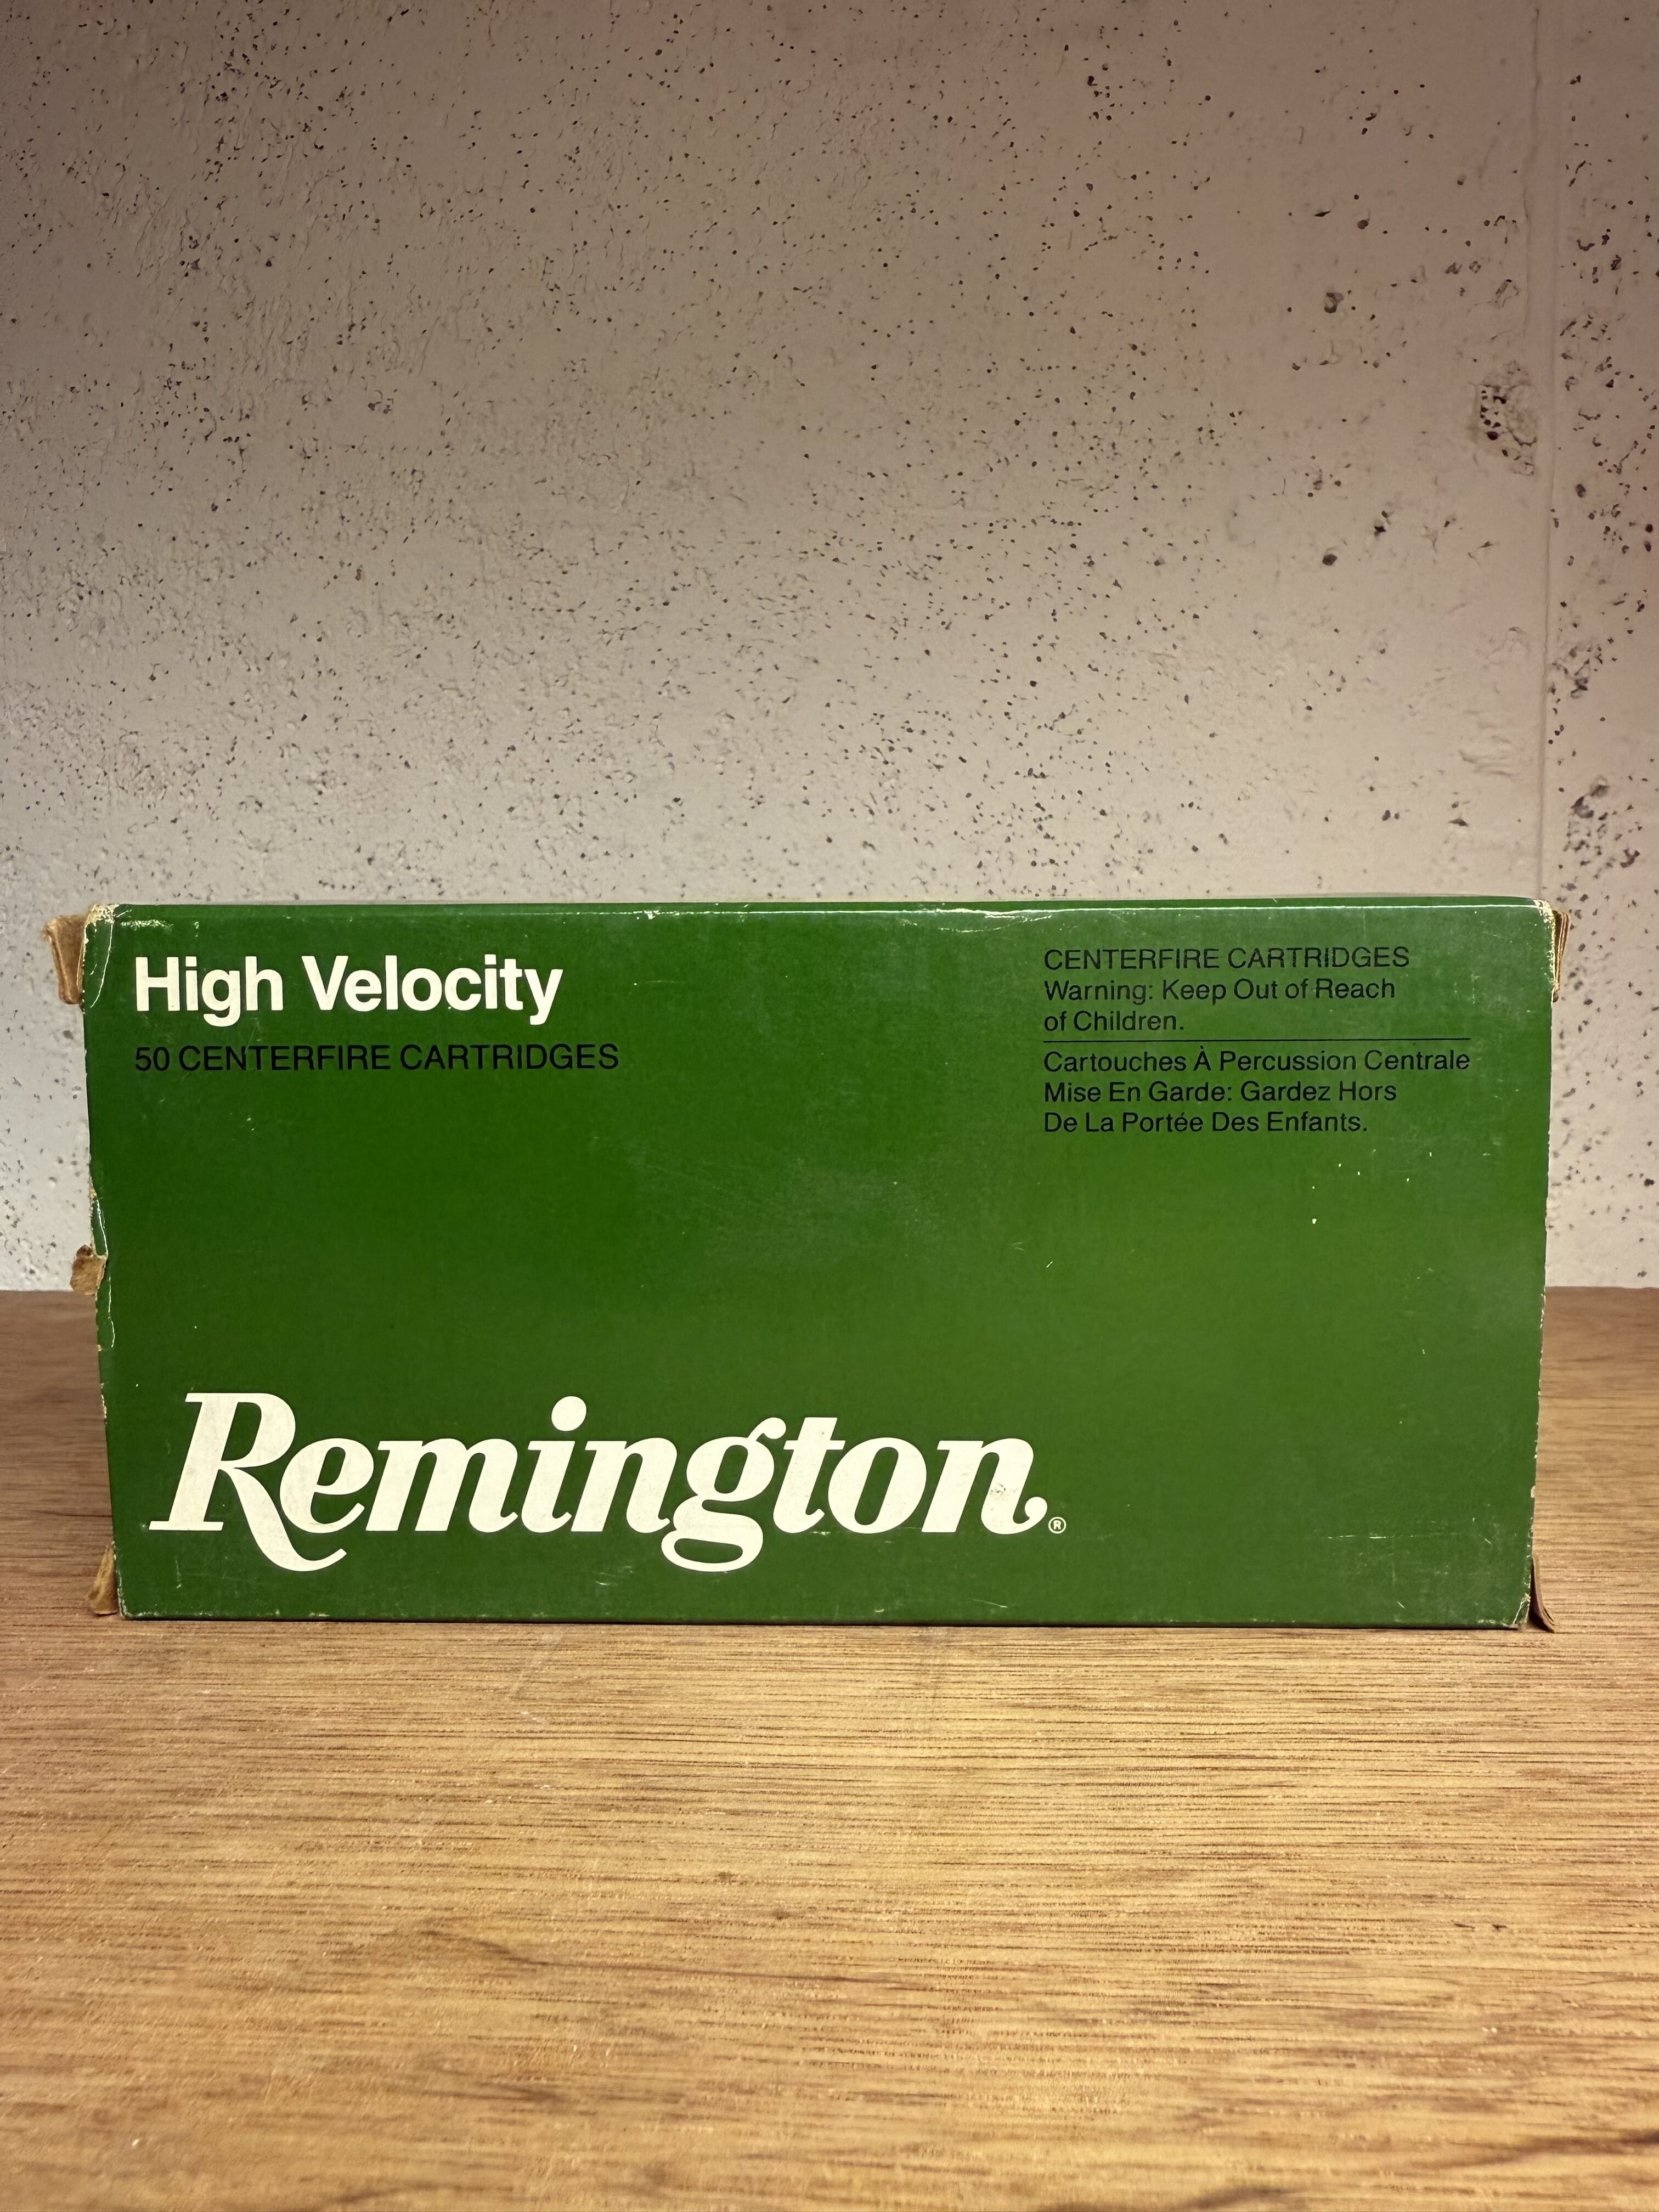 High Velocity
50 CENTERFIRE CARTRIDGES
CENTERFIRE CARTRIDGES
Warning: Keep Out of Reach
of Children.
Cartouches À Percussion Centrale
Mise En Garde: Gardez Hors
De La Portée Des Enfants.
Remington®